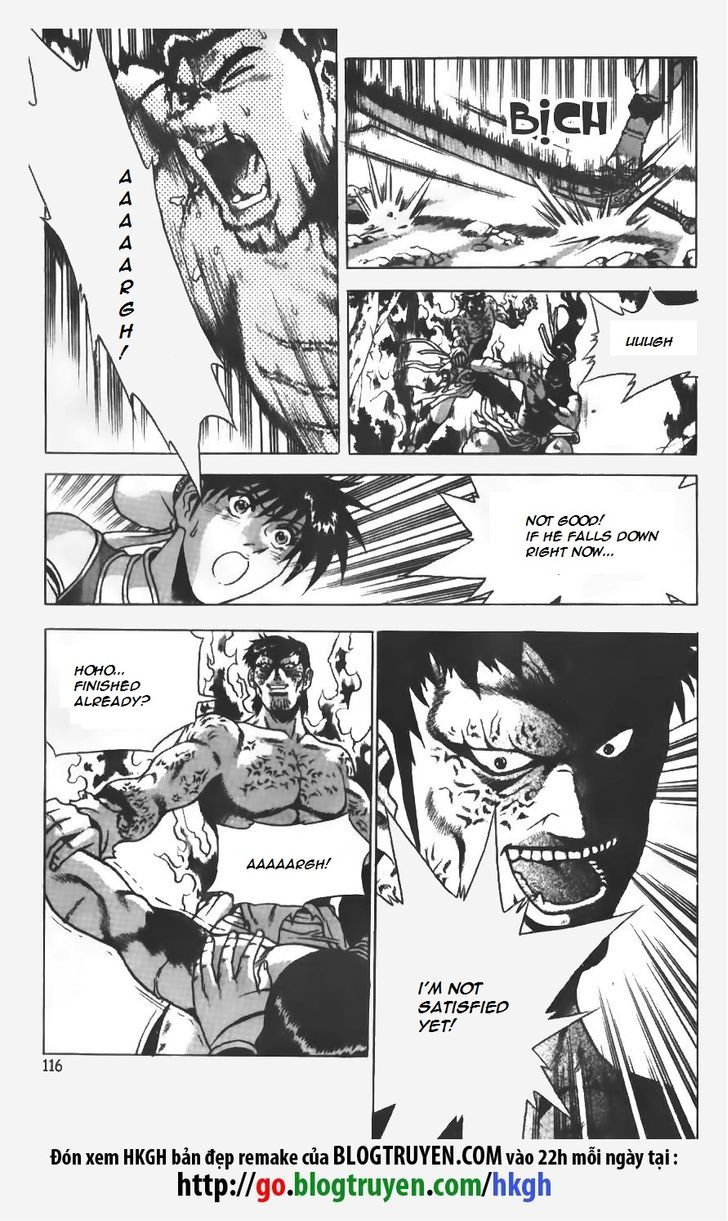 A
A
A
A
A
A
R
G
H
!
BỊCH
UUUGH
NOT GOOD!
IF HE FALLS DOWN
RIGHT NOW...
HOHO...
FINISHED
ALREADY?
AAAAARGH!
I'M NOT
SATISFIED
YET!
116
Đón xem HKGH bản đẹp remake của BLOGTRUYEN.COM vào 22h mỗi ngày tại :
http://go.blogtruyen.com/hkgh